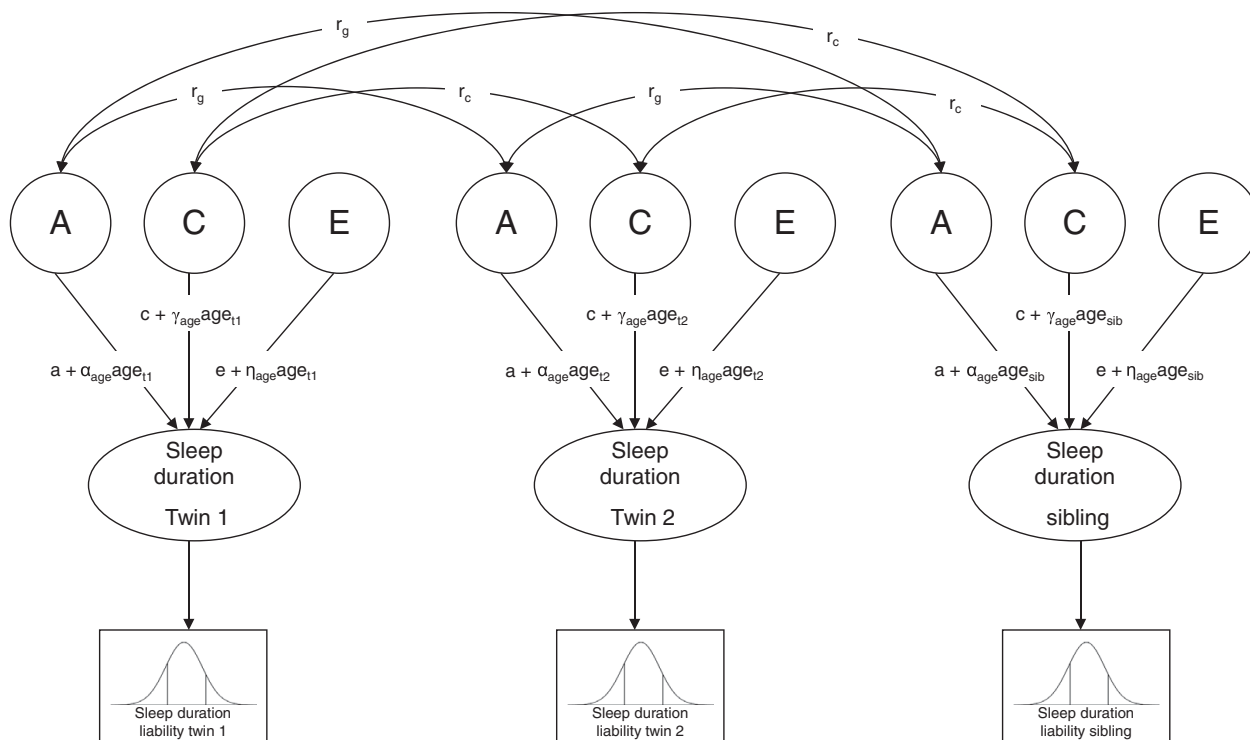 r_g
r_c
r_g
r_c
r_g
r_c
A
C
E
A
C
E
A
C
E
c + γ_age age_t1
c + γ_age age_t2
c + γ_age age_sib
a + α_age age_t1
e + η_age age_t1
a + α_age age_t2
e + η_age age_t2
a + α_age age_sib
e + η_age age_sib
Sleep
duration
Twin 1
Sleep
duration
Twin 2
Sleep
duration
sibling
Sleep duration
liability twin 1
Sleep duration
liability twin 2
Sleep duration
liability sibling